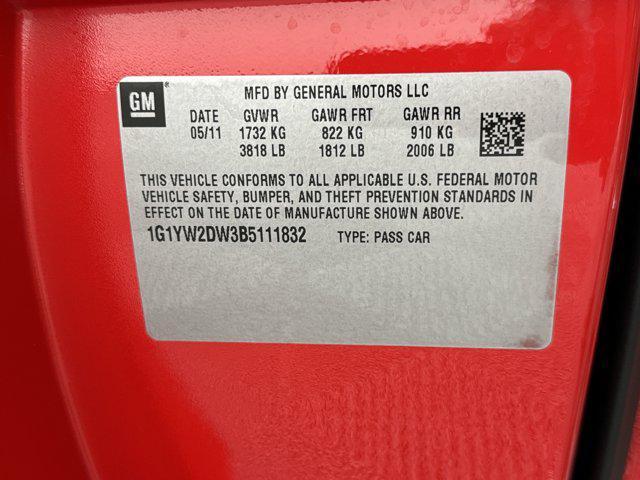 GM®
MFD BY GENERAL MOTORS LLC
DATE GVWR GAWR FRT GAWR RR
05/11 1732 KG 822 KG 910 KG
3818 LB 1812 LB 2006 LB
THIS VEHICLE CONFORMS TO ALL APPLICABLE U.S. FEDERAL MOTOR
VEHICLE SAFETY, BUMPER, AND THEFT PREVENTION STANDARDS IN
EFFECT ON THE DATE OF MANUFACTURE SHOWN ABOVE.
1G1YW2DW3B5111832 TYPE: PASS CAR